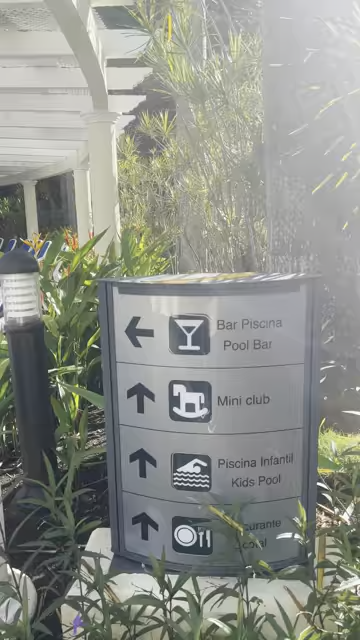 Bar Piscina
Pool Bar
Mini club
Piscina Infantil
Kids Pool